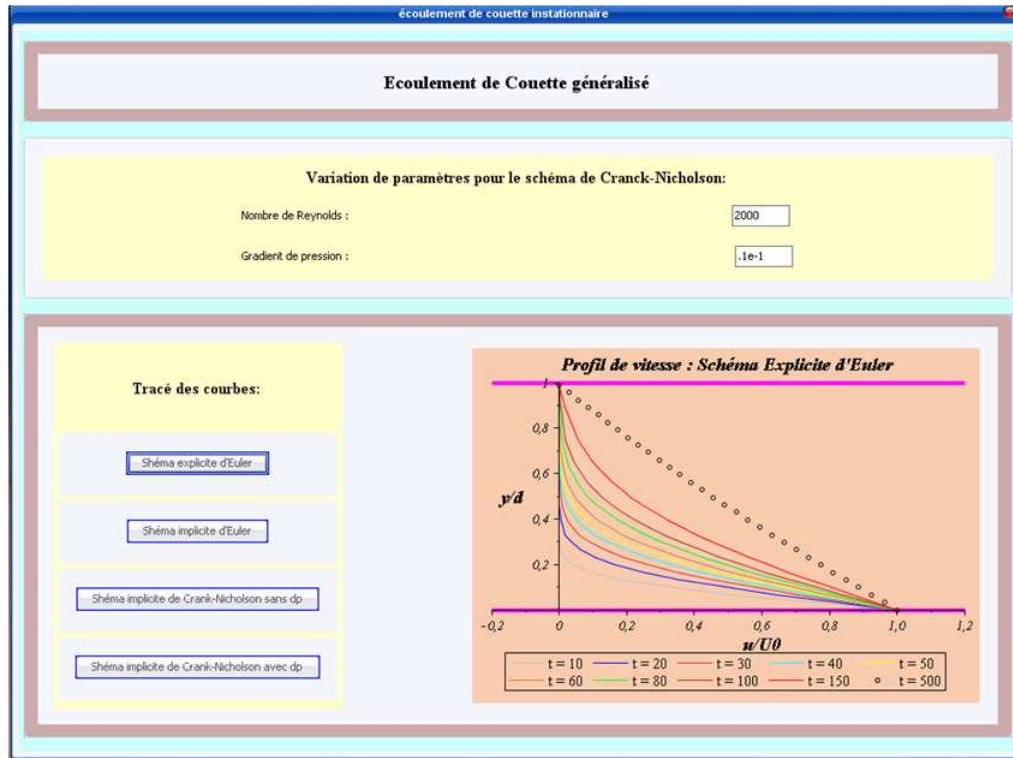 écoulement de couette instationnaire
Ecoulement de Couette généralisé
Variation de paramètres pour le schéma de Cranck-Nicholson:
Nombre de Reynolds :
2000
Gradient de pression :
.1e-1
Tracé des courbes:
Shéma explicite d'Euler
Shéma implicite d'Euler
Shéma implicite de Crank-Nicholson sans dp
Shéma implicite de Crank-Nicholson avec dp
Profil de vitesse : Schéma Explicite d'Euler
1
0,8
0,6
y/d
0,4
0,2
-0,2 0 0,2 0,4 0,6 0,8 1,0 1,2
u/U0
t = 10 t = 20 t = 30 t = 40 t = 50
t = 60 t = 80 t = 100 t = 150 t = 500